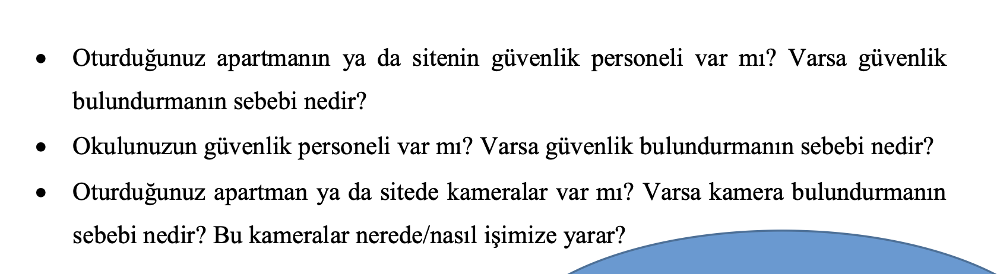 • Oturduğunuz apartmanın ya da sitenin güvenlik personeli var mı? Varsa güvenlik
bulundurmanın sebebi nedir?
• Okulunuzun güvenlik personeli var mı? Varsa güvenlik bulundurmanın sebebi nedir?
• Oturduğunuz apartman ya da sitede kameralar var mı? Varsa kamera bulundurmanın
sebebi nedir? Bu kameralar nerede/nasıl işimize yarar?